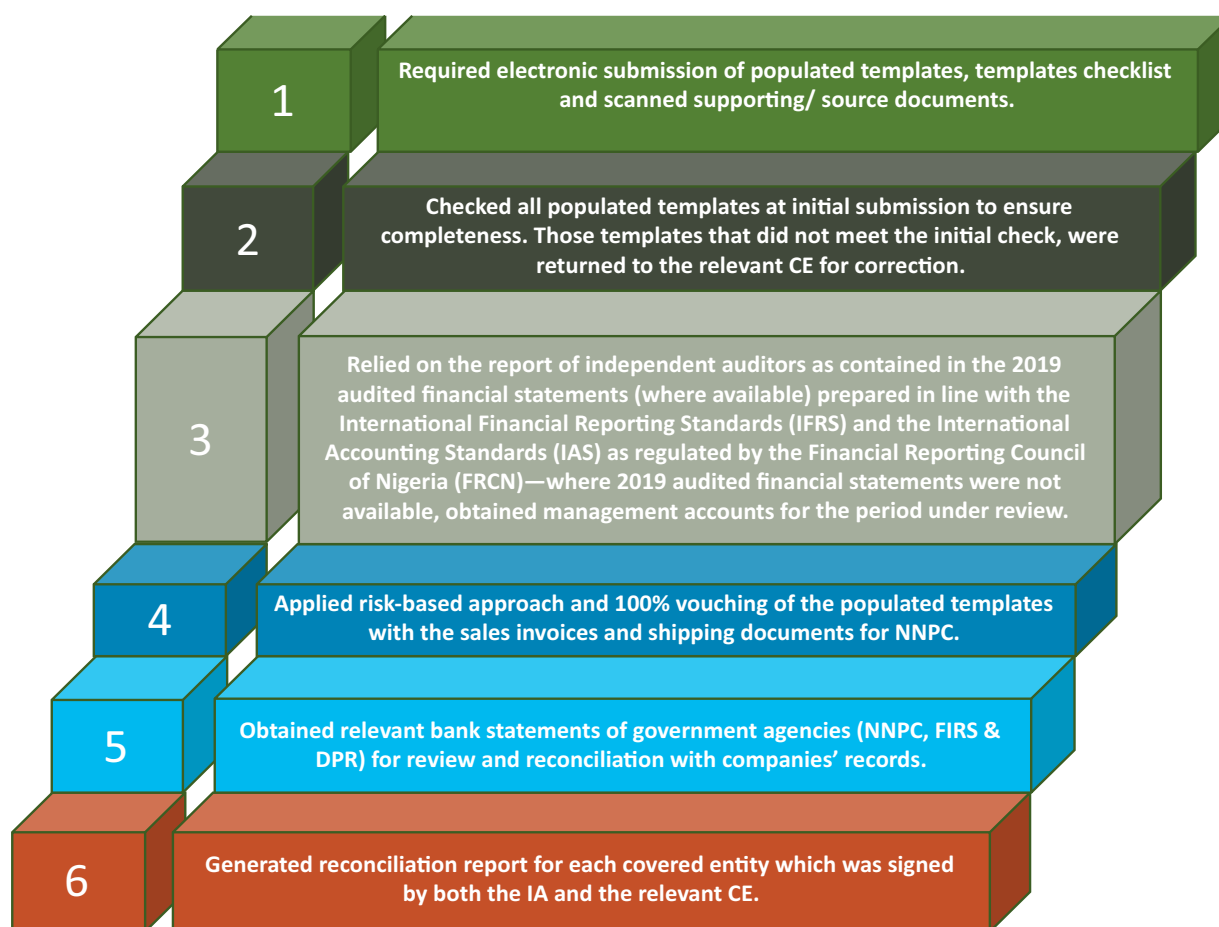 1
Required electronic submission of populated templates, templates checklist
and scanned supporting/ source documents.
2
Checked all populated templates at initial submission to ensure
completeness. Those templates that did not meet the initial check, were
returned to the relevant CE for correction.
3
Relied on the report of independent auditors as contained in the 2019
audited financial statements (where available) prepared in line with the
International Financial Reporting Standards (IFRS) and the International
Accounting Standards (IAS) as regulated by the Financial Reporting Council
of Nigeria (FRCN)—where 2019 audited financial statements were not
available, obtained management accounts for the period under review.
4
Applied risk-based approach and 100% vouching of the populated templates
with the sales invoices and shipping documents for NNPC.
5
Obtained relevant bank statements of government agencies (NNPC, FIRS &
DPR) for review and reconciliation with companies’ records.
6
Generated reconciliation report for each covered entity which was signed
by both the IA and the relevant CE.